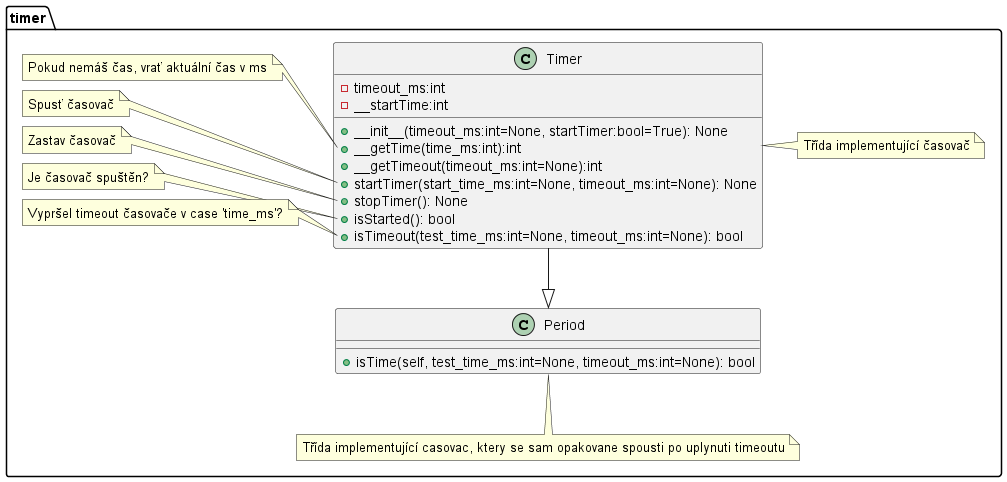 timer
Pokud nemáš čas, vrať aktuální čas v ms
Spusť časovač
Zastav časovač
Je časovač spuštěn?
Vypršel timeout časovače v case 'time_ms'?
C Timer
timeout_ms:int
__startTime:int
__init__(timeout_ms:int=None, startTimer:bool=True): None
__getTime(time_ms:int):int
__getTimeout(timeout_ms:int=None):int
startTimer(start_time_ms:int=None, timeout_ms:int=None): None
stopTimer(): None
isStarted(): bool
isTimeout(test_time_ms:int=None, timeout_ms:int=None): bool
Třída implementující časovač
C Period
isTime(self, test_time_ms:int=None, timeout_ms:int=None): bool
Třída implementující casovac, ktery se sam opakovane spousti po uplynuti timeoutu